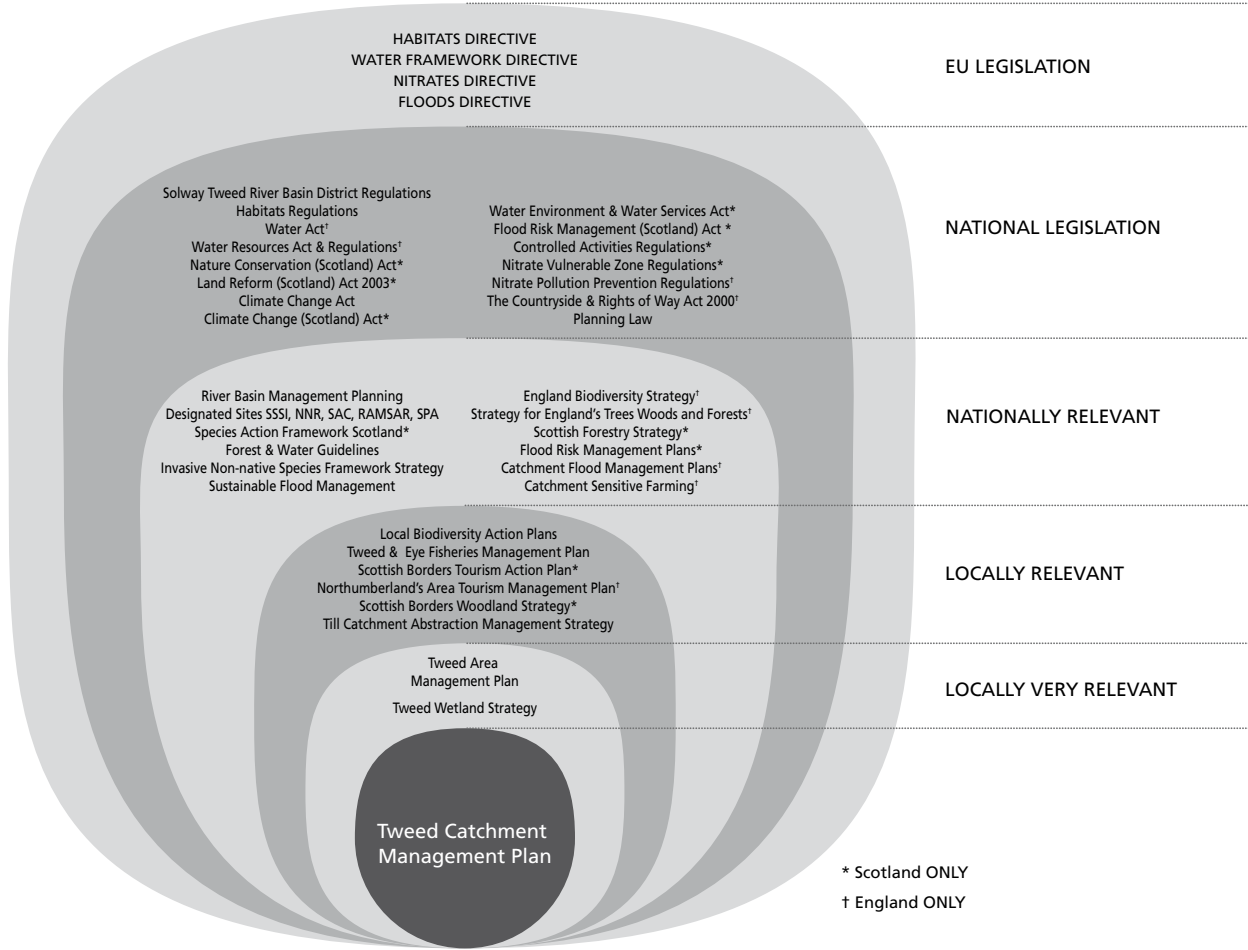 HABITATS DIRECTIVE
WATER FRAMEWORK DIRECTIVE
NITRATES DIRECTIVE
FLOODS DIRECTIVE
EU LEGISLATION
Solway Tweed River Basin District Regulations
Habitats Regulations
Water Act†
Water Resources Act & Regulations†
Nature Conservation (Scotland) Act*
Land Reform (Scotland) Act 2003*
Climate Change Act
Climate Change (Scotland) Act*
Water Environment & Water Services Act*
Flood Risk Management (Scotland) Act *
Controlled Activities Regulations*
Nitrate Vulnerable Zone Regulations*
Nitrate Pollution Prevention Regulations†
The Countryside & Rights of Way Act 2000†
Planning Law
NATIONAL LEGISLATION
River Basin Management Planning
Designated Sites SSSI, NNR, SAC, RAMSAR, SPA
Species Action Framework Scotland*
Forest & Water Guidelines
Invasive Non-native Species Framework Strategy
Sustainable Flood Management
England Biodiversity Strategy†
Strategy for England's Trees Woods and Forests†
Scottish Forestry Strategy*
Flood Risk Management Plans*
Catchment Flood Management Plans†
Catchment Sensitive Farming†
NATIONALLY RELEVANT
Local Biodiversity Action Plans
Tweed & Eye Fisheries Management Plan
Scottish Borders Tourism Action Plan*
Northumberland's Area Tourism Management Plan†
Scottish Borders Woodland Strategy*
Till Catchment Abstraction Management Strategy
LOCALLY RELEVANT
Tweed Area
Management Plan
Tweed Wetland Strategy
LOCALLY VERY RELEVANT
Tweed Catchment
Management Plan
* Scotland ONLY
† England ONLY